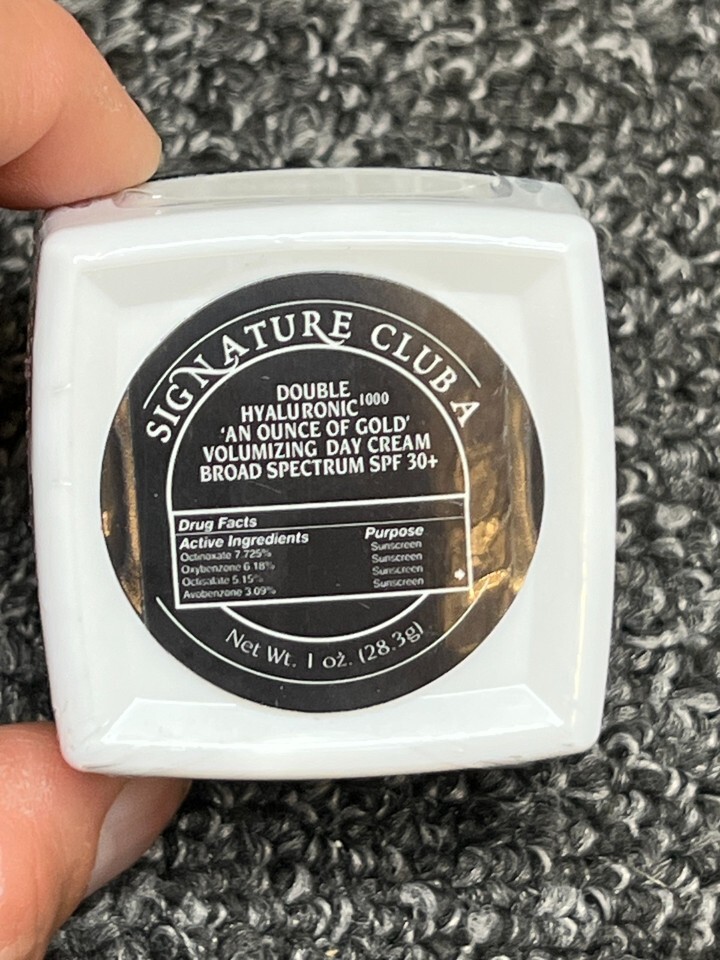 SIGNATURE CLUB A
DOUBLE
HYALURONIC1000
'AN OUNCE OF GOLD'
VOLUMIZING DAY CREAM
BROAD SPECTRUM SPF 30+
Drug Facts
Active Ingredients Purpose
Octinoxate 7.725% Sunscreen
Oxybenzone 6.18% Sunscreen
Octisalate 5.15% Sunscreen
Avobenzone 3.09% Sunscreen
Net Wt. 1 oz. (28.3g)